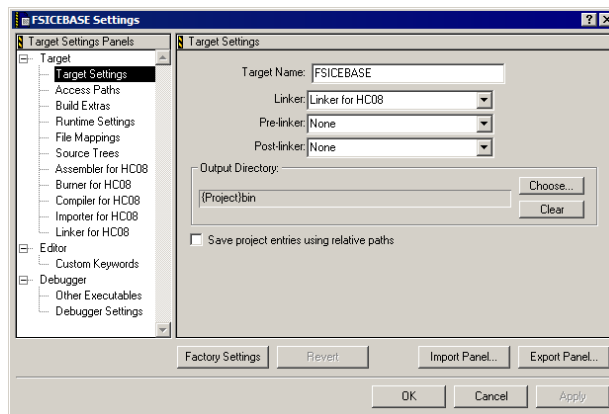 FSICEBASE Settings
Target Settings Panels
Target
Target Settings
Access Paths
Build Extras
Runtime Settings
File Mappings
Source Trees
Assembler for HC08
Burner for HC08
Compiler for HC08
Importer for HC08
Linker for HC08
Editor
Custom Keywords
Debugger
Other Executables
Debugger Settings
Target Settings
Target Name: FSICEBASE
Linker: Linker for HC08
Pre-linker: None
Post-linker: None
Output Directory:
{Project}bin
Choose...
Clear
Save project entries using relative paths
Factory Settings Revert Import Panel... Export Panel...
OK Cancel Apply